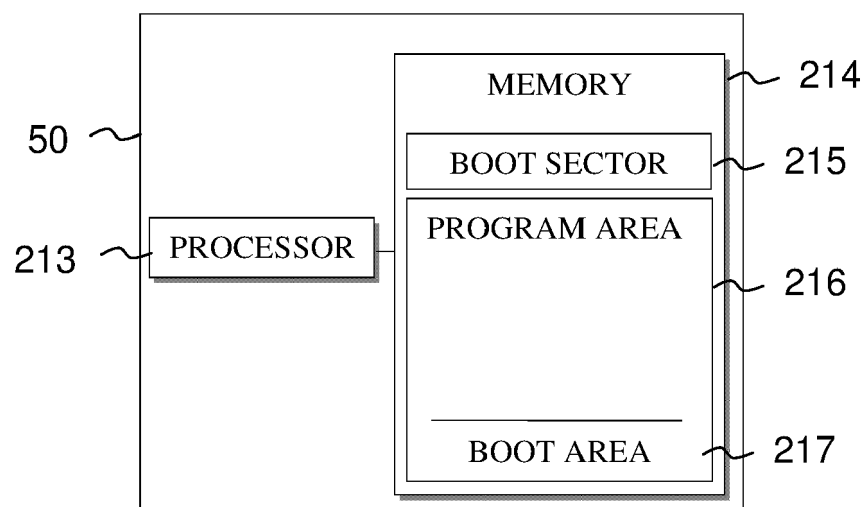 MEMORY
214
50
BOOT SECTOR
215
PROGRAM AREA
PROCESSOR
213
216
BOOT AREA
217